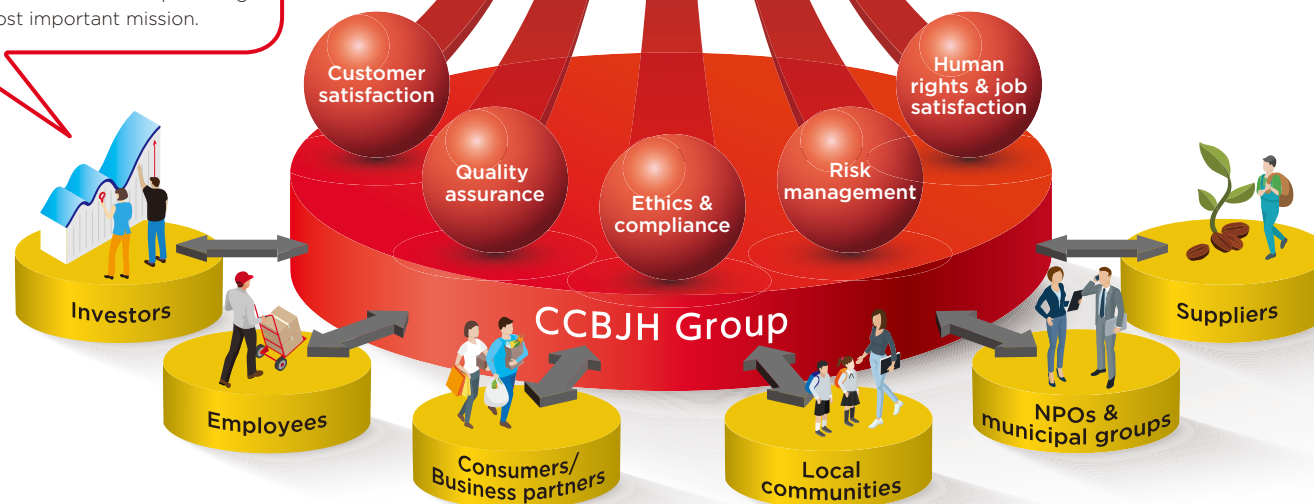 ost important mission.
Customer
satisfaction
Human
rights & job
satisfaction
Quality
assurance
Risk
management
Ethics &
compliance
CCBJH Group
Investors
Employees
Consumers/
Business partners
Local
communities
NPOs &
municipal groups
Suppliers